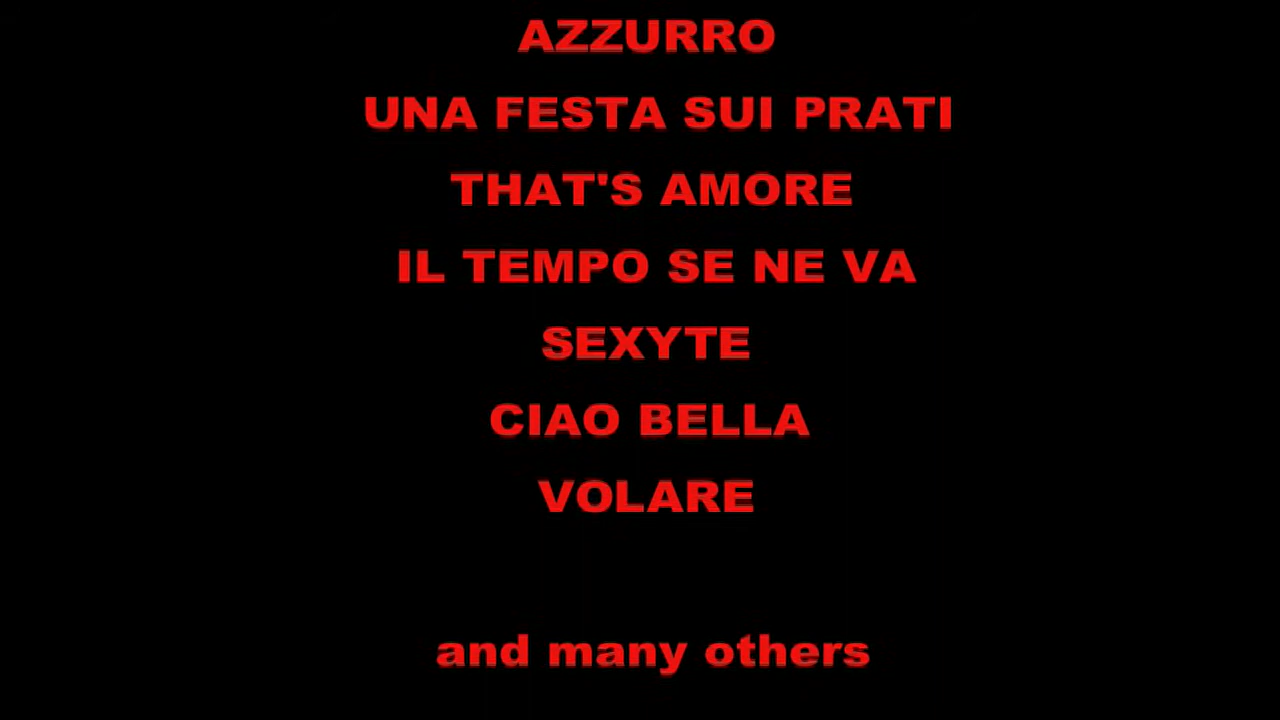 AZZURRO
UNA FESTA SUI PRATI
THAT'S AMORE
IL TEMPO SE NE VA
SEXYTE
CIAO BELLA
VOLARE
and many others